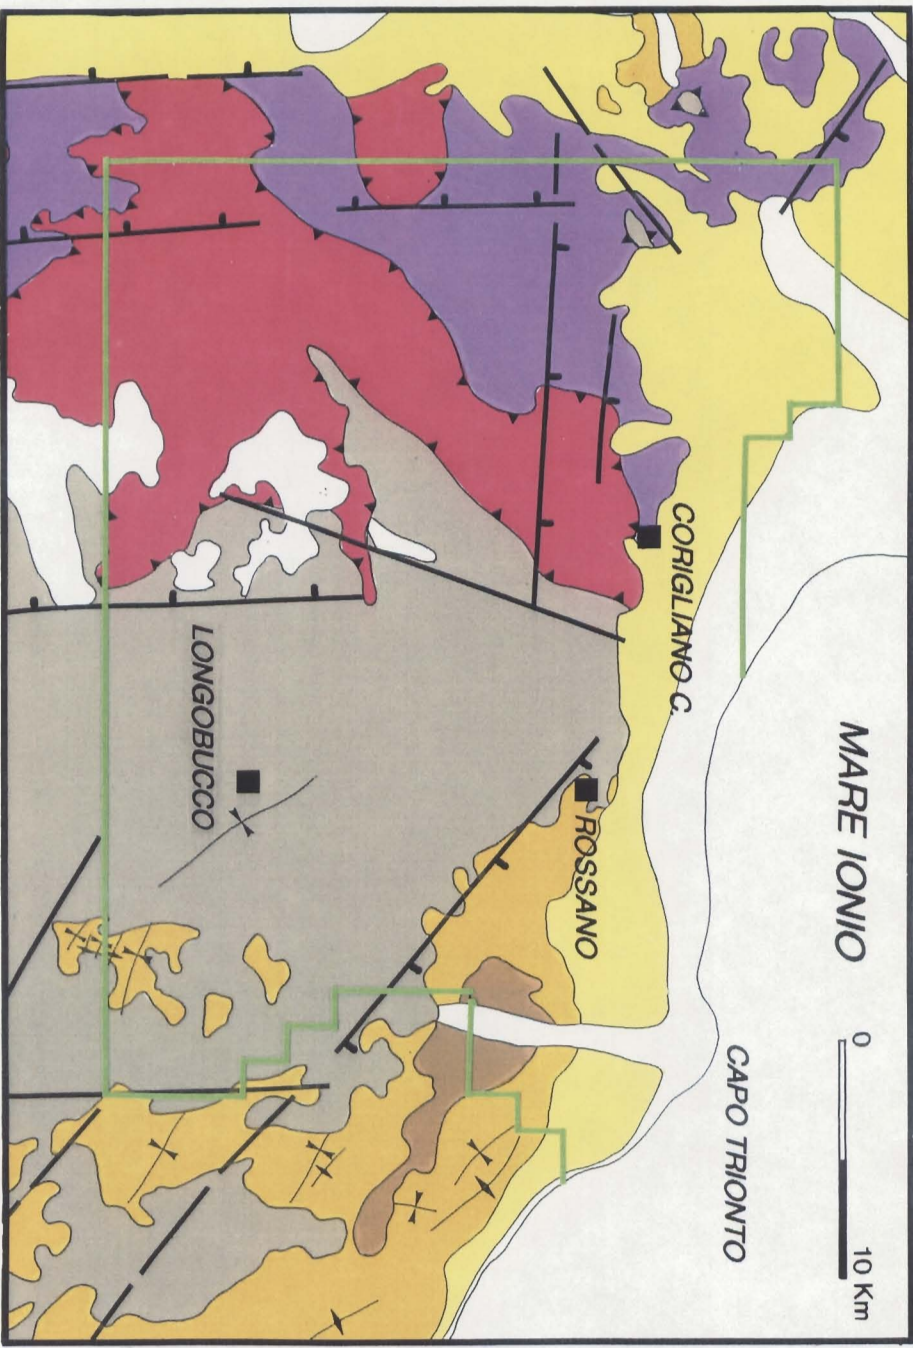 MARE IONIO
0 10 Km
CAPO TRIONTO
CORIGLIANO C.
ROSSANO
LONGOBUCCO